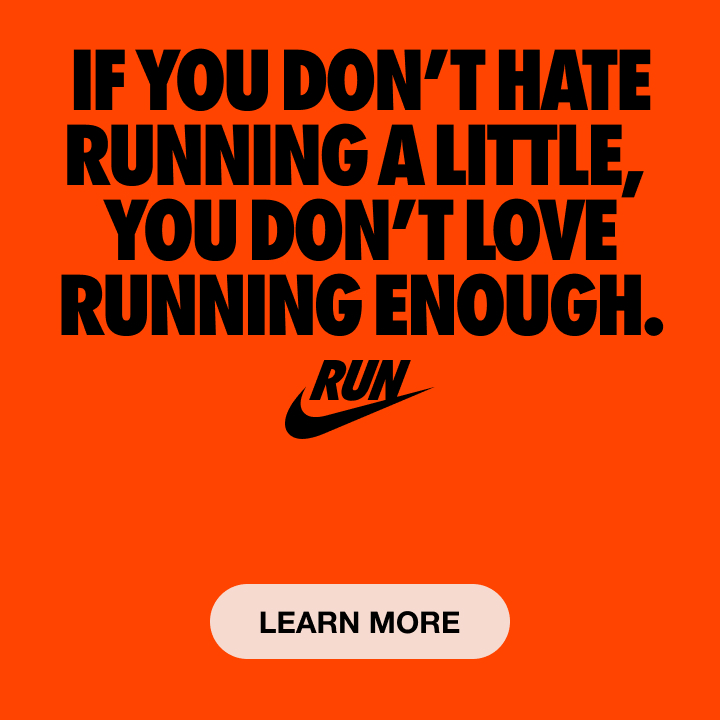 IF YOU DON’T HATE
RUNNING A LITTLE,
YOU DON’T LOVE
RUNNING ENOUGH.
RUN
LEARN MORE